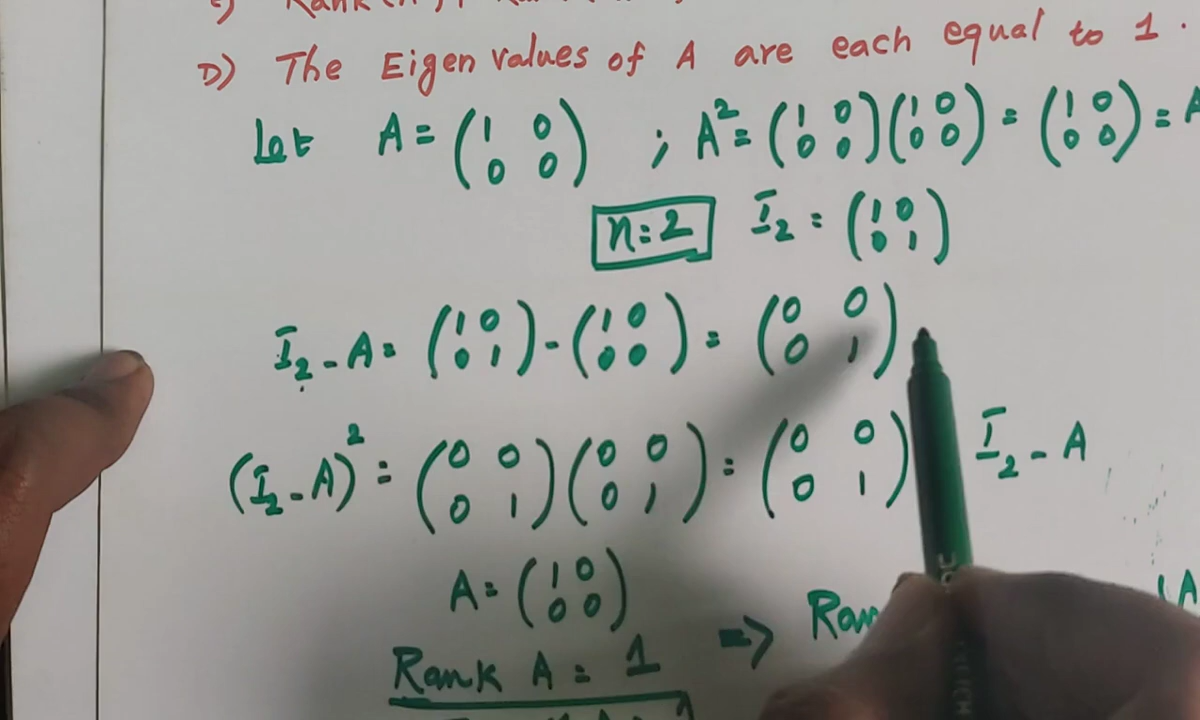 D) The Eigen values of A are each equal to 1.
Let A = (1 0 0 0) ; A² = (1 0 0 0)(1 0 0 0) = (1 0 0 0) = A
n = 2 I₂ = (1 0 0 1)
I₂ - A = (1 0 0 1) - (1 0 0 0) = (0 0 0 1)
(I₂ - A)² = (0 0 0 1)(0 0 0 1) = (0 0 0 1) I₂ - A
A = (1 0 0 0)
Rank A = 1 ⇒